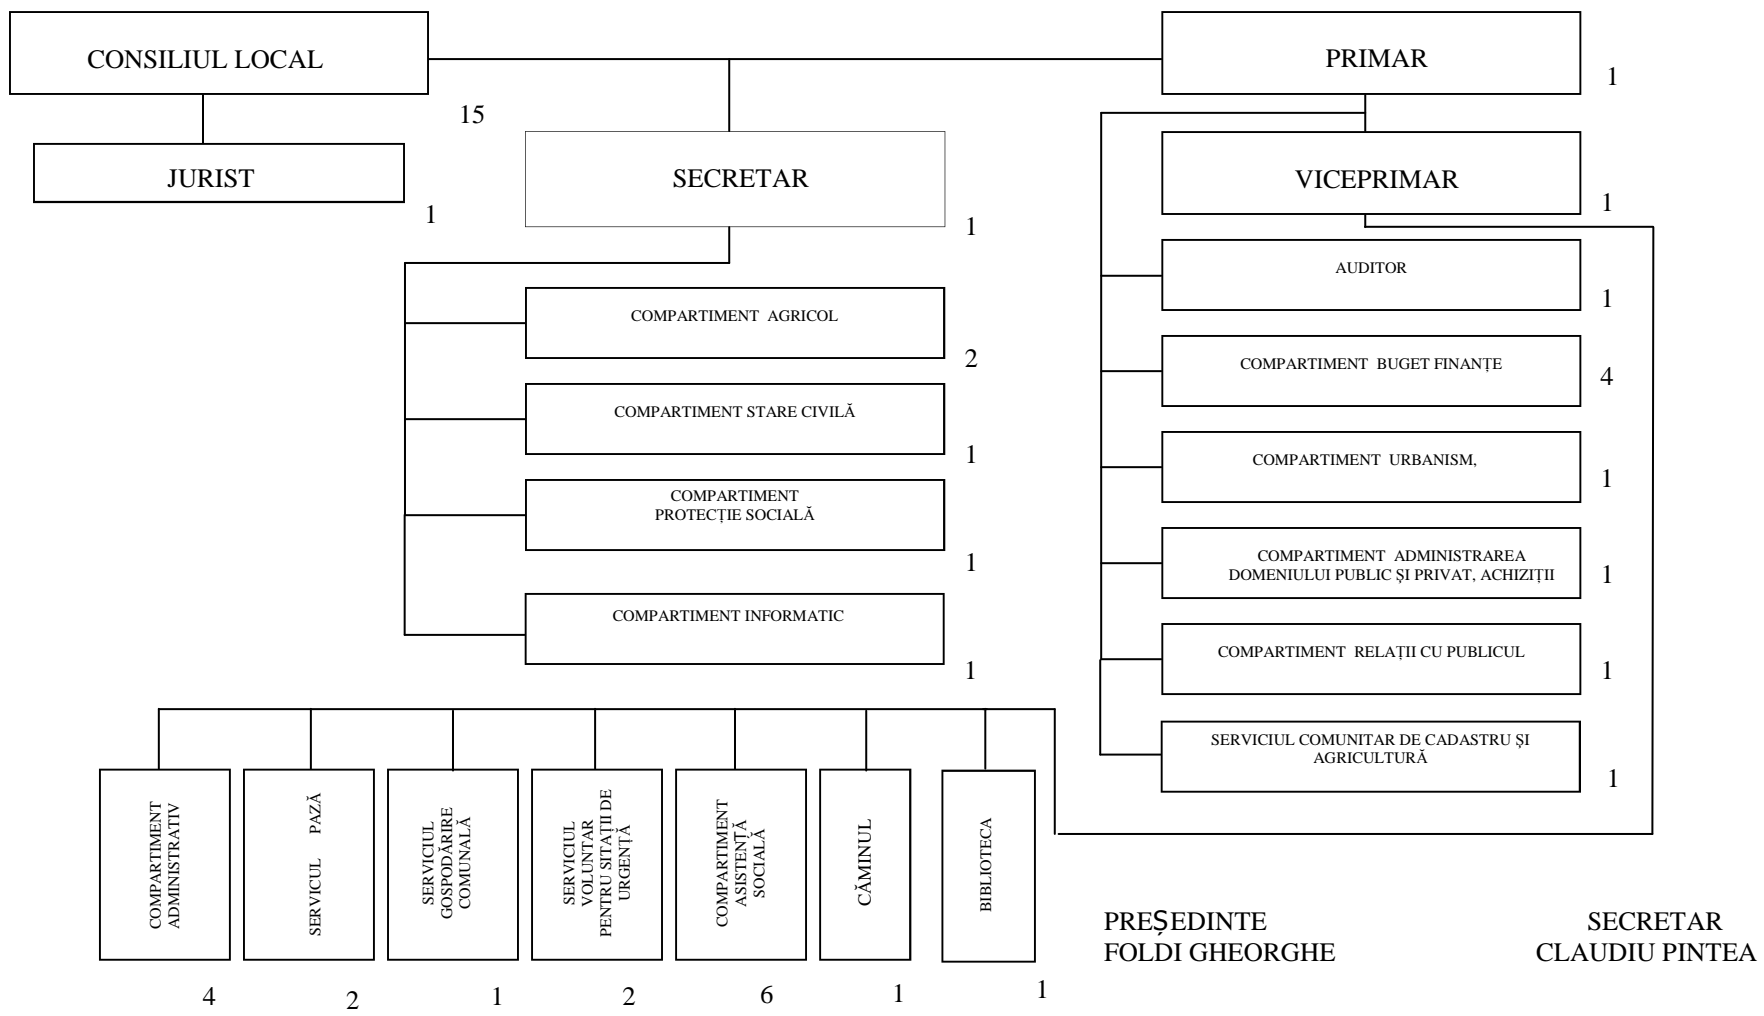 CONSILIUL LOCAL
15
PRIMAR
1
JURIST
1
SECRETAR
1
VICEPRIMAR
1
COMPARTIMENT AGRICOL
2
COMPARTIMENT STARE CIVILĂ
1
COMPARTIMENT
PROTECȚIE SOCIALĂ
1
COMPARTIMENT INFORMATIC
1
AUDITOR
1
COMPARTIMENT BUGET FINANȚE
4
COMPARTIMENT URBANISM,
1
COMPARTIMENT ADMINISTRAREA
DOMENIULUI PUBLIC ȘI PRIVAT, ACHIZIȚII
1
COMPARTIMENT RELAȚII CU PUBLICUL
1
SERVICIUL COMUNITAR DE CADASTRU ȘI
AGRICULTURĂ
1
COMPARTIMENT
ADMINISTRATIV
4
SERVICUL PAZĂ
2
SERVICIUL
GOSPODĂRIRE
COMUNALĂ
1
SERVICIUL
VOLUNTAR
PENTRU SITAȚII DE
URGENȚĂ
2
COMPARTIMENT
ASISTENȚĂ
SOCIALĂ
6
CĂMINUL
1
BIBLIOTECA
1
PREȘEDINTE
FOLDI GHEORGHE
SECRETAR
CLAUDIU PINTEA